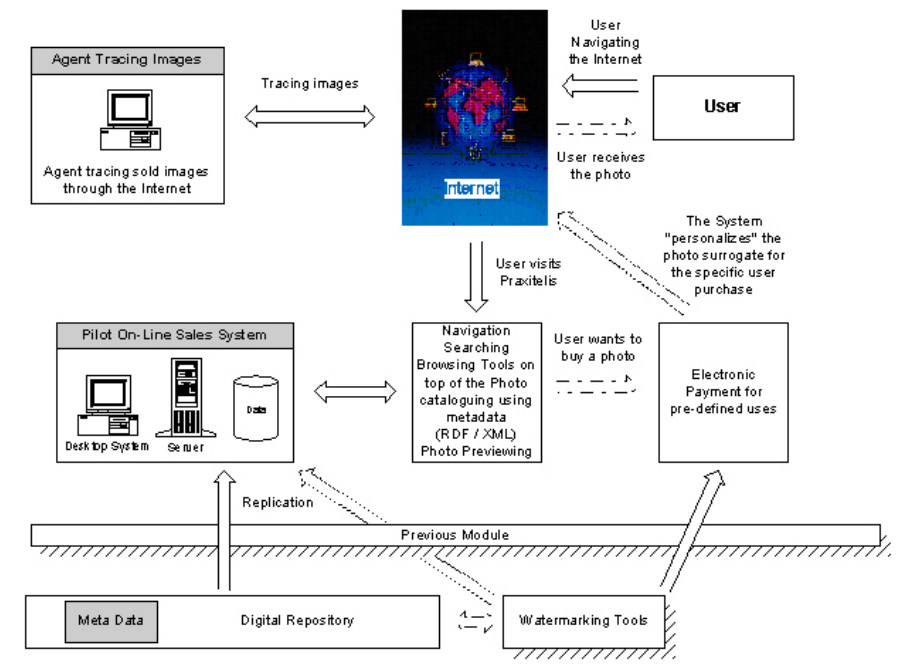 Agent Tracing Images
Agent tracing sold images
through the Internet
Tracing images
Internet
User
Navigating
the Internet
User
User receives
the photo
The System
"personalizes" the
photo surrogate for
the specific user
purchase
User visits
Praxitelis
Pilot On-Line Sales System
Desktop System
Server
Data
Navigation
Searching
Browsing Tools on
top of the Photo
cataloguing using
metadata
(RDF / XML)
Photo Previewing
User wants to
buy a photo
Electronic
Payment for
pre-defined uses
Replication
Previous Module
Meta Data
Digital Repository
Watermarking Tools